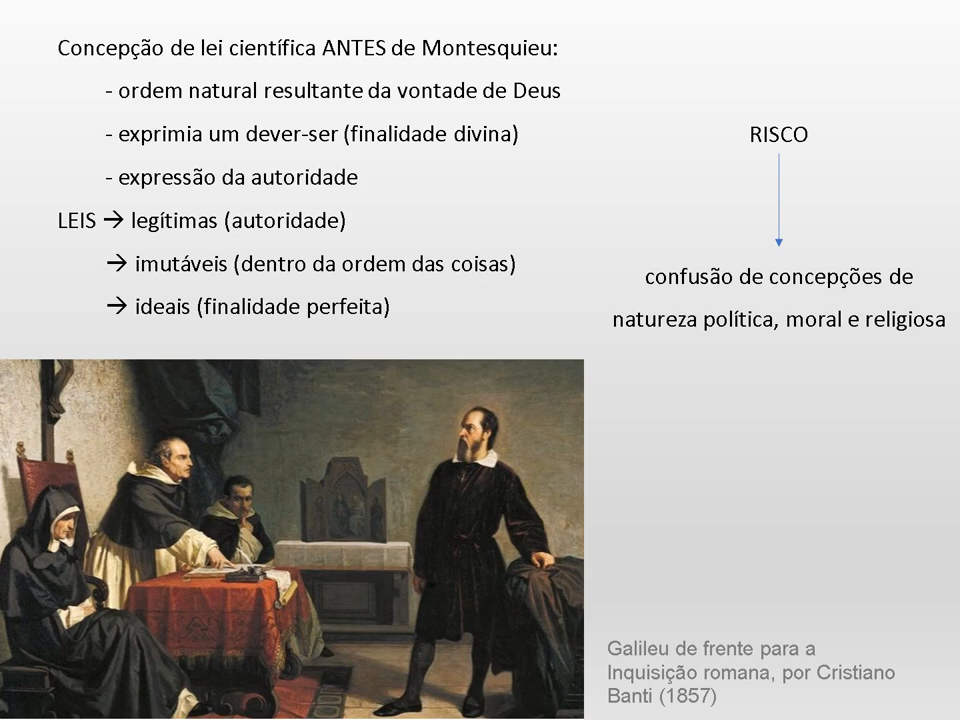 Concepção de lei científica ANTES de Montesquieu:
- ordem natural resultante da vontade de Deus
- exprimia um dever-ser (finalidade divina)
- expressão da autoridade
LEIS → legítimas (autoridade)
→ imutáveis (dentro da ordem das coisas)
→ ideais (finalidade perfeita)
RISCO
confusão de concepções de
natureza política, moral e religiosa
Galileu de frente para a
Inquisição romana, por Cristiano
Banti (1857)